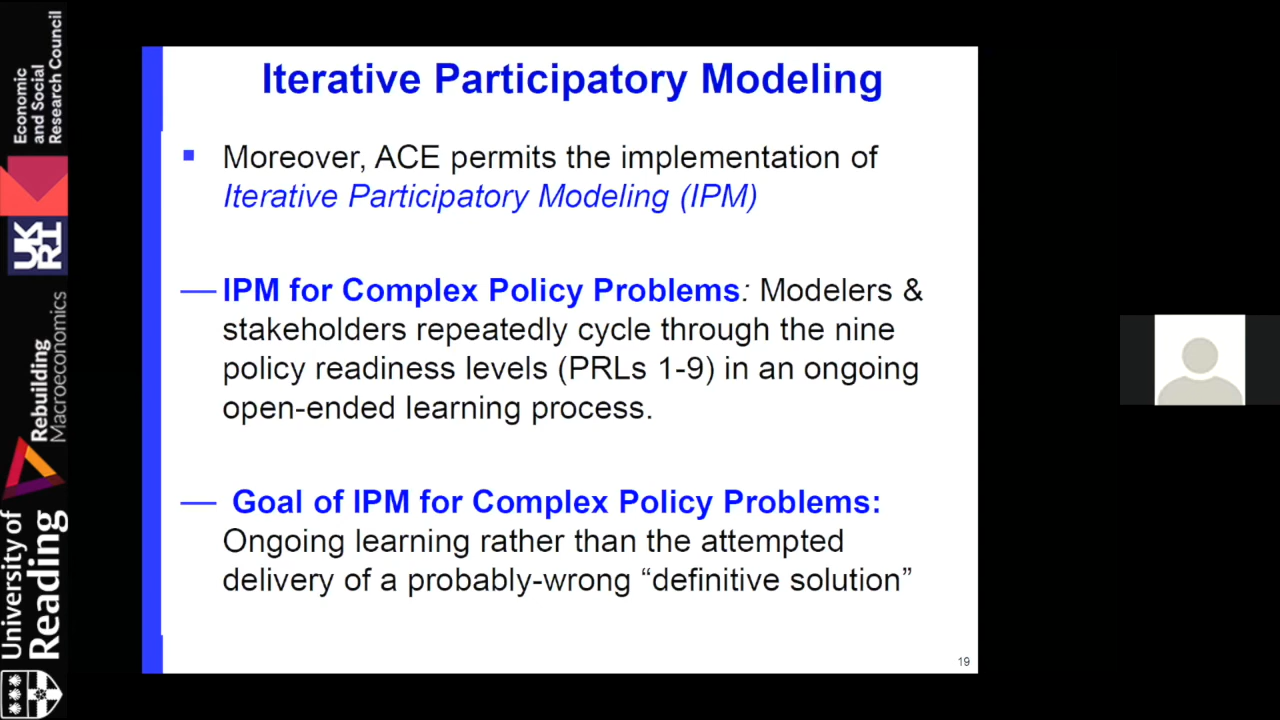 Iterative Participatory Modeling
▪ Moreover, ACE permits the implementation of
Iterative Participatory Modeling (IPM)
— IPM for Complex Policy Problems: Modelers &
stakeholders repeatedly cycle through the nine
policy readiness levels (PRLs 1-9) in an ongoing
open-ended learning process.
— Goal of IPM for Complex Policy Problems:
Ongoing learning rather than the attempted
delivery of a probably-wrong “definitive solution”
19
Economic
and Social
Research Council
UKRI
Rebuilding
Macroeconomics
University of
Reading